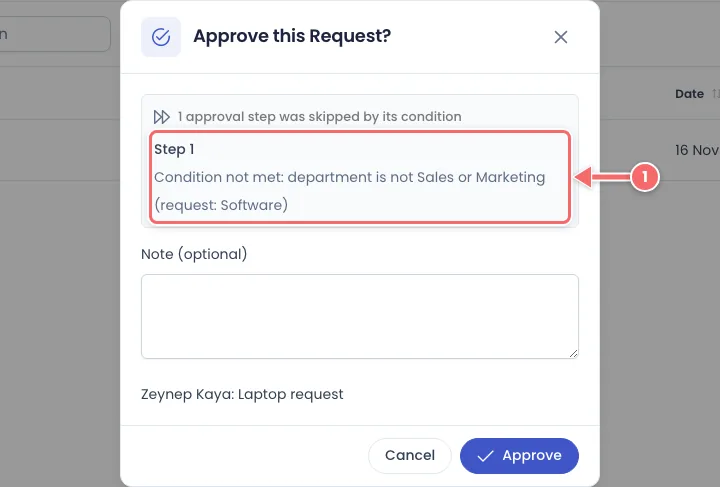 n
Approve this Request?
Date
1 approval step was skipped by its condition
Step 1
Condition not met: department is not Sales or Marketing
(request: Software)
1
16 Nov
Note (optional)
Zeynep Kaya: Laptop request
Cancel
Approve